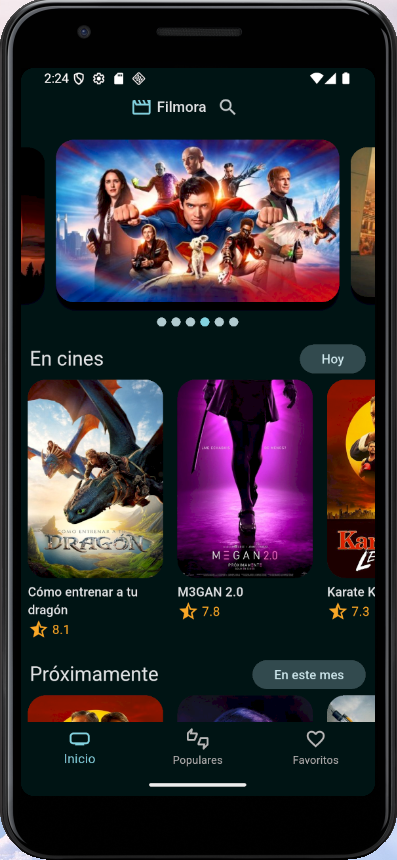 2:24
Filmora
En cines
Hoy
CÓMO ENTRENAR A TU
DRAGÓN
M3GAN 2.0
PRÓXIMAMENTE
Kar
Cómo entrenar a tu
dragón
8.1
M3GAN 2.0
7.8
Karate K
7.3
Próximamente
En este mes
Inicio
Populares
Favoritos